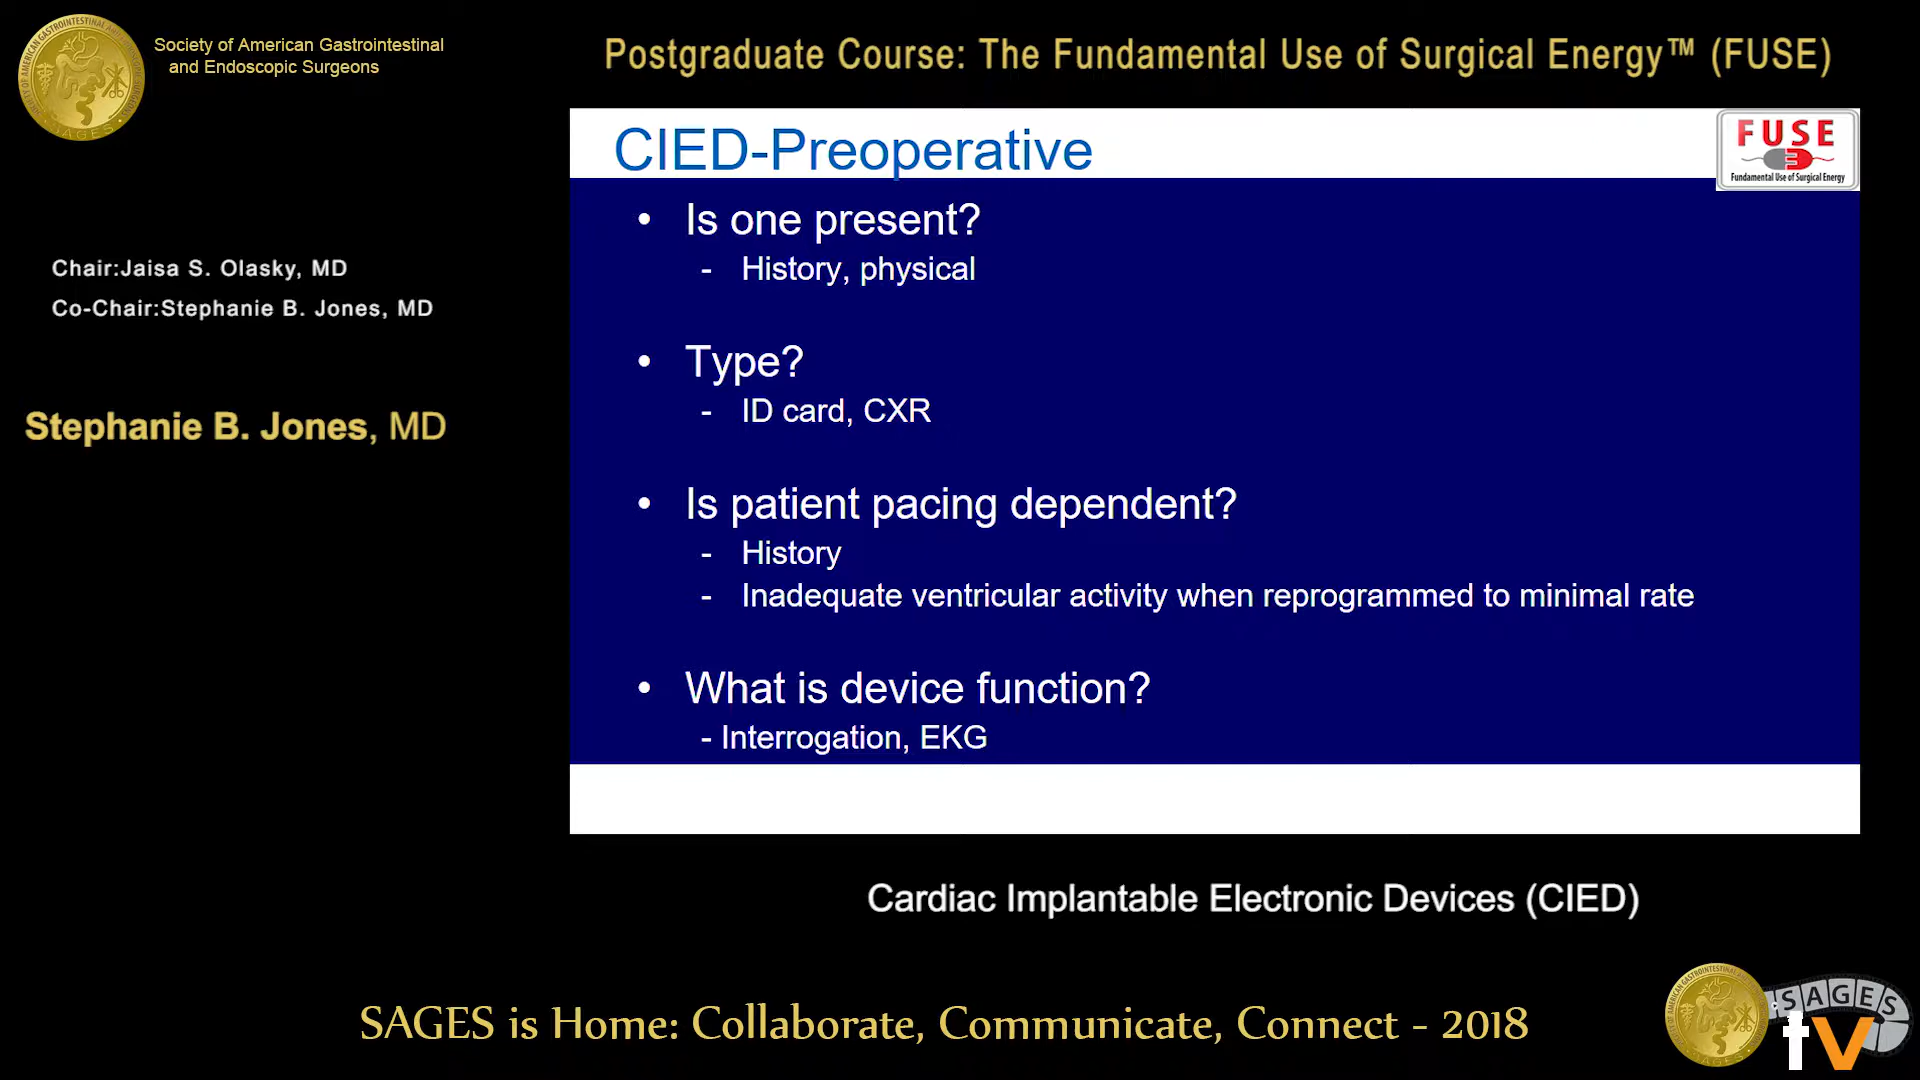 Society of American Gastrointestinal
and Endoscopic Surgeons
Postgraduate Course: The Fundamental Use of Surgical Energy™ (FUSE)
Chair:Jaisa S. Olasky, MD
Co-Chair:Stephanie B. Jones, MD
Stephanie B. Jones, MD
CIED-Preoperative
FUSE
Fundamental Use of Surgical Energy
• Is one present?
- History, physical
• Type?
- ID card, CXR
• Is patient pacing dependent?
- History
- Inadequate ventricular activity when reprogrammed to minimal rate
• What is device function?
- Interrogation, EKG
Cardiac Implantable Electronic Devices (CIED)
SAGES is Home: Collaborate, Communicate, Connect - 2018
SAGES
tv